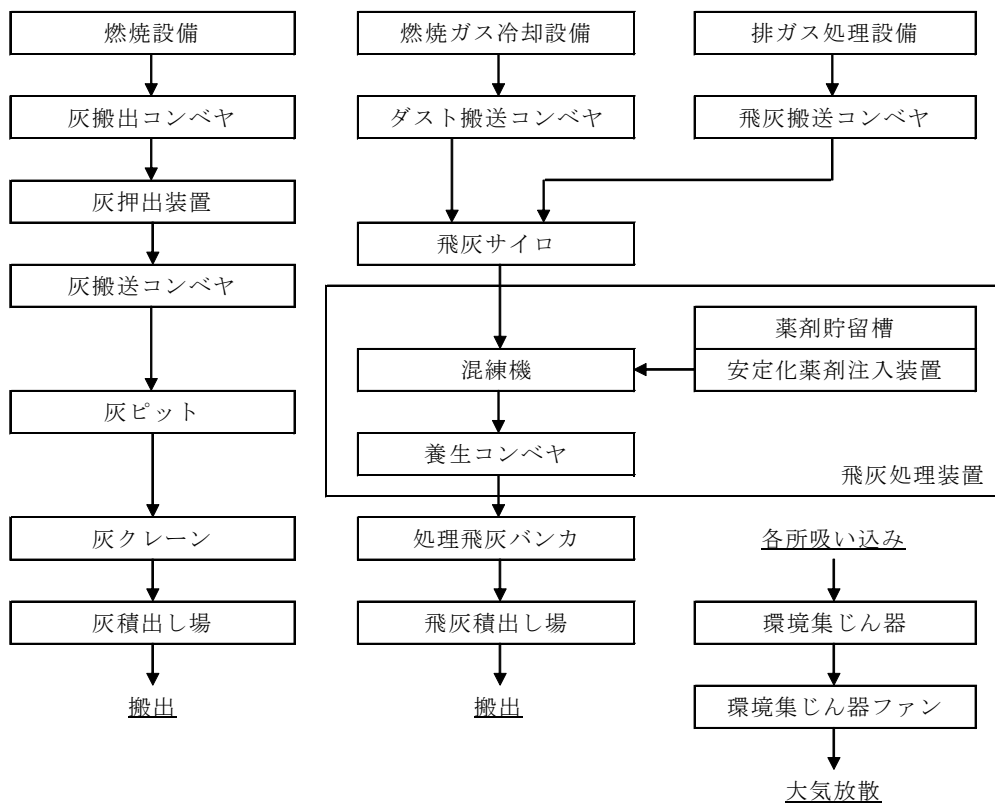 燃焼設備
灰搬出コンベヤ
灰押出装置
灰搬送コンベヤ
灰ピット
灰クレーン
灰積出し場
搬出
燃焼ガス冷却設備
ダスト搬送コンベヤ
排ガス処理設備
飛灰搬送コンベヤ
飛灰サイロ
薬剤貯留槽
安定化薬剤注入装置
混練機
養生コンベヤ
飛灰処理装置
処理飛灰バンカ
飛灰積出し場
搬出
各所吸い込み
環境集じん器
環境集じん器ファン
大気放散